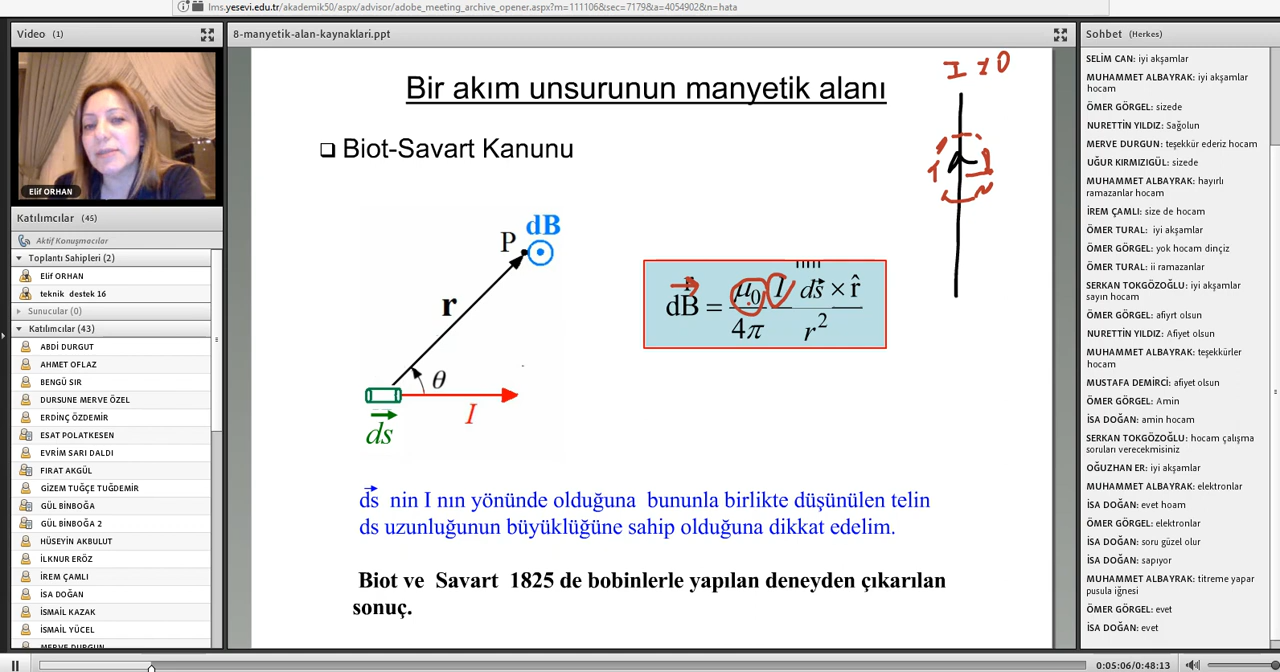 lms.yesevi.edu.tr/akademik50/aspx/advisor/adobe_meeting_archive_opener.aspx?m=111106&sec=7179&a=4054902&n=hata
Video (1)
Elif ORHAN
Katılımcılar (45)
Aktif Konuşmacılar
Toplantı Sahipleri (2)
Elif ORHAN
teknik destek 16
Sunucular (0)
Katılımcılar (43)
ABDİ DURGUT
AHMET OFLAZ
BENGÜ SIR
DURSUNE MERVE ÖZEL
ERDİNÇ ÖZDEMİR
ESAT POLATKESEN
EVRİM SARI DALDI
FIRAT AKGÜL
GİZEM TUĞÇE TUĞDEMİR
GÜL BİNBOĞA
GÜL BİNBOĞA 2
HÜSEYİN AKBULUT
İLKNUR ERÖZ
İREM ÇAMLI
İSA DOĞAN
İSMAİL KAZAK
İSMAİL YÜCEL
MERVE DURGUN
8-manyetik-alan-kaynaklari.ppt
Bir akım unsurunun manyetik alanı
Biot-Savart Kanunu
dB
P
r
θ
I
ds
dB = μ0 I ds × r̂
4π r²
ds nin I nın yönünde olduğuna bununla birlikte düşünülen telin
ds uzunluğunun büyüklüğüne sahip olduğuna dikkat edelim.
Biot ve Savart 1825 de bobinlerle yapılan deneyden çıkarılan
sonuç.
Sohbet (Herkes)
SELİM CAN: iyi akşamlar
MUHAMMET ALBAYRAK: iyi akşamlar
hocam
ÖMER GÖRGEL: sizede
NURETTİN YILDIZ: Sağolun
MERVE DURGUN: teşekkür ederiz hocam
UĞUR KIRMIZIGÜL: sizede
MUHAMMET ALBAYRAK: hayırlı
ramazanlar hocam
İREM ÇAMLI: size de hocam
ÖMER TURAL: iyi akşamlar
ÖMER GÖRGEL: yok hocam dinçiz
ÖMER TURAL: ii ramazanlar
SERKAN TOKGÖZOĞLU: iyi akşamlar
sayın hocam
ÖMER GÖRGEL: afiyrt olsun
NURETTİN YILDIZ: Afiyet olsun
MUHAMMET ALBAYRAK: teşekkürler
hocam
MUSTAFA DEMİRCİ: afiyet olsun
ÖMER GÖRGEL: Amin
İSA DOĞAN: amin hocam
SERKAN TOKGÖZOĞLU: hocam çalışma
soruları verecekmisiniz
OĞUZHAN ER: iyi akşamlar
MUHAMMET ALBAYRAK: elektronlar
İSA DOĞAN: evet hoam
ÖMER GÖRGEL: elektronlar
İSA DOĞAN: soru güzel olur
İSA DOĞAN: sapıyor
MUHAMMET ALBAYRAK: titreme yapar
pusula iğnesi
ÖMER GÖRGEL: evet
İSA DOĞAN: evet
0:05:06/0:48:13